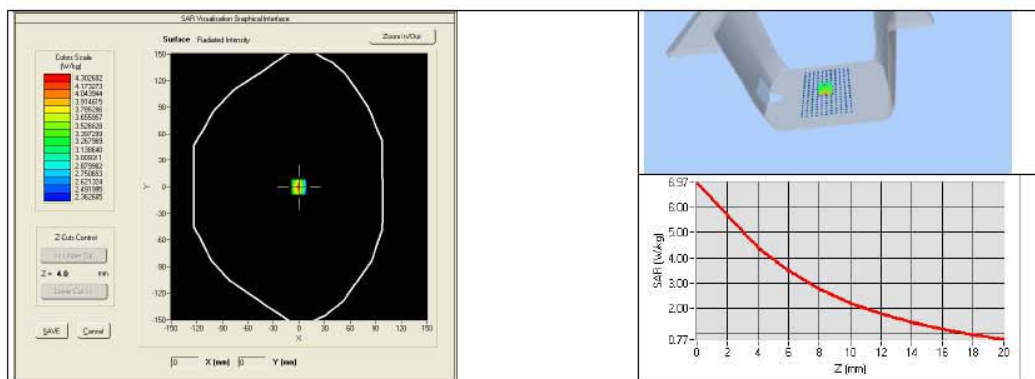 SAR Visualisation Graphical Interface
Surface Radiated Intensity
Zoom In/Out
Colors Scale
(W/kg)
4.302682
4.173273
4.043944
3.914615
3.785286
3.655957
3.526628
3.397299
3.267969
3.138640
3.009311
2.879982
2.750653
2.621324
2.491995
2.362665
Z-Cuts Control
Z = 4.0 mm
SAVE Cancel
150
120
90
60
30
0
-30
-60
-90
-120
-150
Y
-150 -120 -90 -60 -30 0 30 60 90 120 150
X
0 X (mm) 0 Y (mm)
6.97
6.00
5.00
4.00
3.00
2.00
0.77
SAR (W/kg)
0 2 4 6 8 10 12 14 16 18 20
Z (mm)